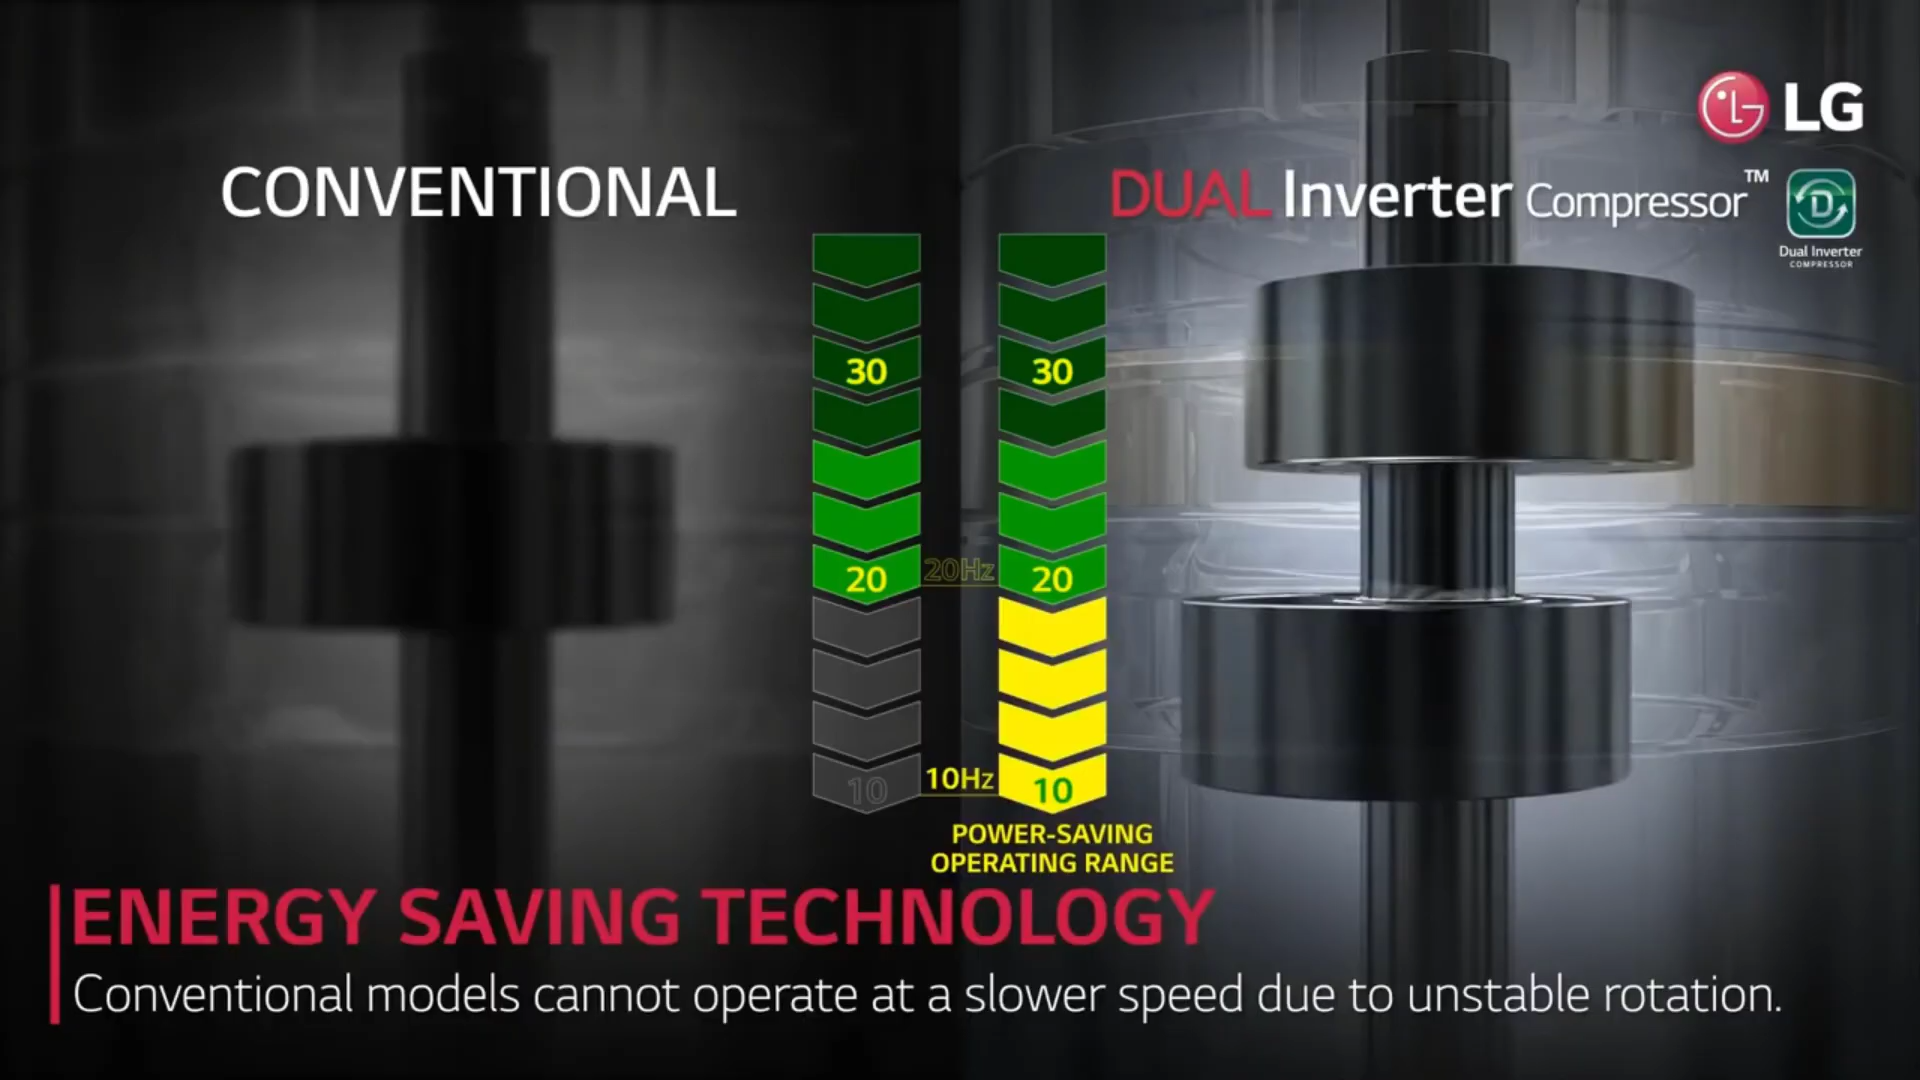 LG
CONVENTIONAL
DUAL Inverter Compressor™
D
Dual Inverter
COMPRESSOR
30
30
20
20Hz
20
10
10Hz
10
POWER-SAVING
OPERATING RANGE
ENERGY SAVING TECHNOLOGY
Conventional models cannot operate at a slower speed due to unstable rotation.